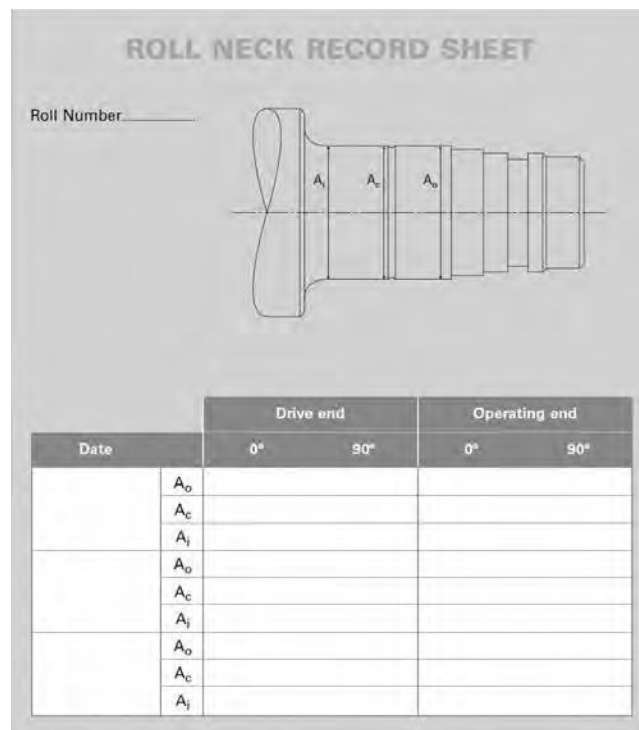 ROLL NECK RECORD SHEET
Roll Number
Aᵢ A꜀ Aₒ
Drive end Operating end
Date 0° 90° 0° 90°
Aₒ
A꜀
Aᵢ
Aₒ
A꜀
Aᵢ
Aₒ
A꜀
Aᵢ